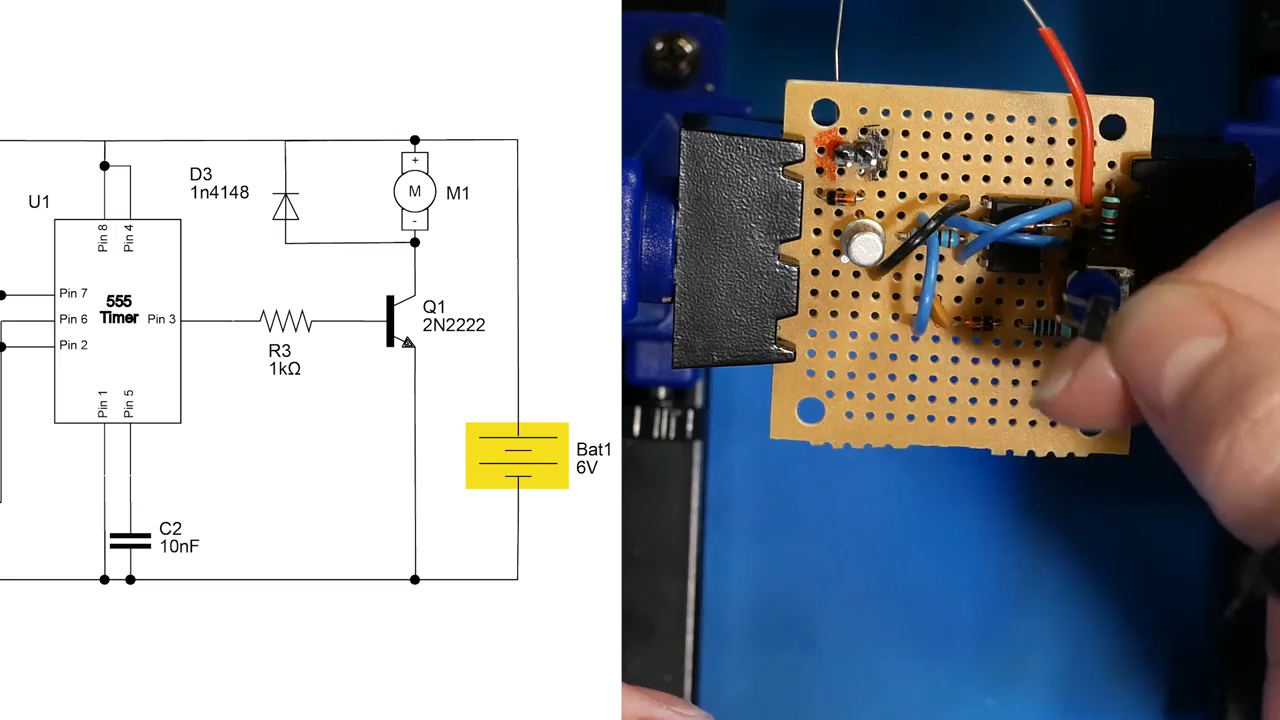 D3
1n4148
+
M
-
M1
U1
Pin 8
Pin 4
Pin 7
555
Timer
Pin 6
Pin 3
Pin 2
Pin 1
Pin 5
R3
1kΩ
Q1
2N2222
Bat1
6V
C2
10nF